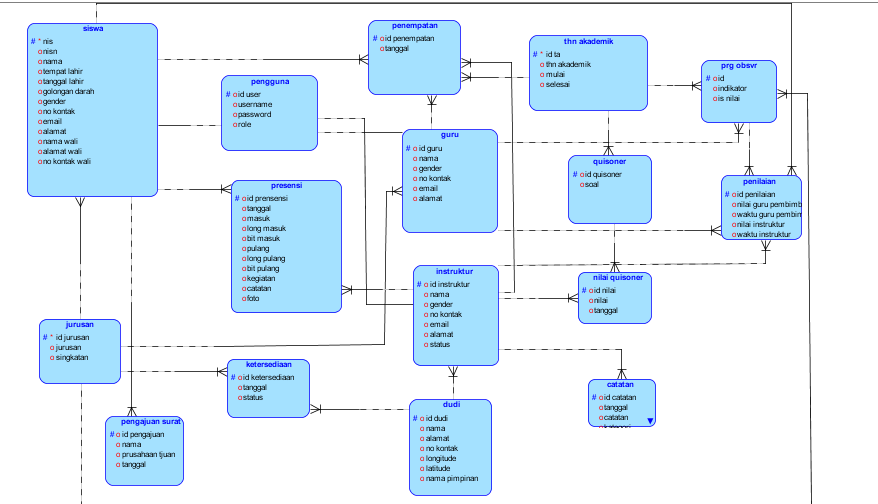 siswa
# * nis
o nisn
o nama
o tempat lahir
o tanggal lahir
o golongan darah
o gender
o no kontak
o email
o alamat
o nama wali
o alamat wali
o no kontak wali
pengguna
# o id user
o username
o password
o role
penempatan
# o id penempatan
o tanggal
thn akademik
# * id ta
o thn akademik
o mulai
o selesai
prg obsvr
# o id
o indikator
o is nilai
guru
# o id guru
o nama
o gender
o no kontak
o email
o alamat
quisoner
# o id quisoner
o soal
penilaian
# o id penilaian
o nilai guru pembimb
o waktu guru pembin
o nilai instruktur
o waktu instruktur
presensi
# o id prensensi
o tanggal
o masuk
o long masuk
o bit masuk
o pulang
o long pulang
o bit pulang
o kegiatan
o catatan
o foto
instruktur
# o id instruktur
o nama
o gender
o no kontak
o email
o alamat
o status
nilai quisoner
# o id nilai
o nilai
o tanggal
jurusan
# * id jurusan
o jurusan
o singkatan
ketersediaan
# o id ketersediaan
o tanggal
o status
catatan
# o id catatan
o tanggal
o catatan
pengajuan surat
# o id pengajuan
o nama
o prusahaan tjuan
o tanggal
dudi
# o id dudi
o nama
o alamat
o no kontak
o longitude
o latitude
o nama pimpinan